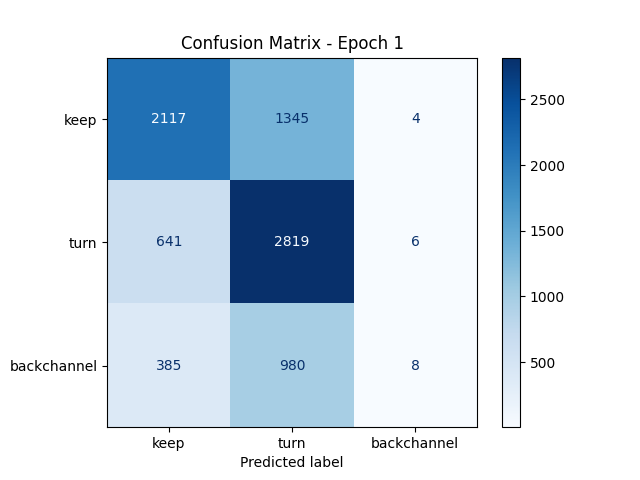 Confusion Matrix - Epoch 1
keep 2117 1345 4
turn 641 2819 6
backchannel 385 980 8
keep turn backchannel
Predicted label
2500
2000
1500
1000
500